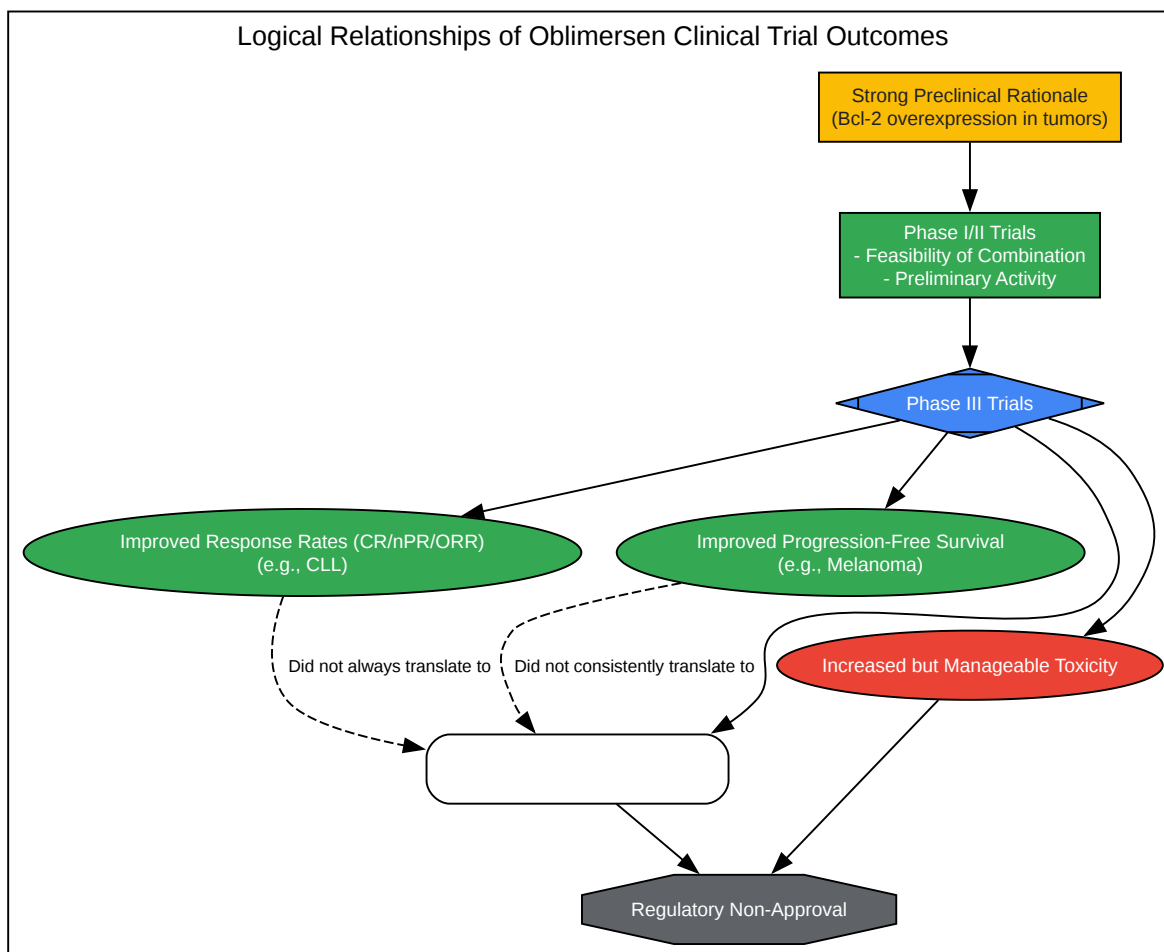 Logical Relationships of Oblimersen Clinical Trial Outcomes
Strong Preclinical Rationale
(Bcl-2 overexpression in tumors)
Phase I/II Trials
- Feasibility of Combination
- Preliminary Activity
Phase III Trials
Improved Response Rates (CR/nPR/ORR)
(e.g., CLL)
Improved Progression-Free Survival
(e.g., Melanoma)
Did not always translate to
Did not consistently translate to
Increased but Manageable Toxicity
Regulatory Non-Approval